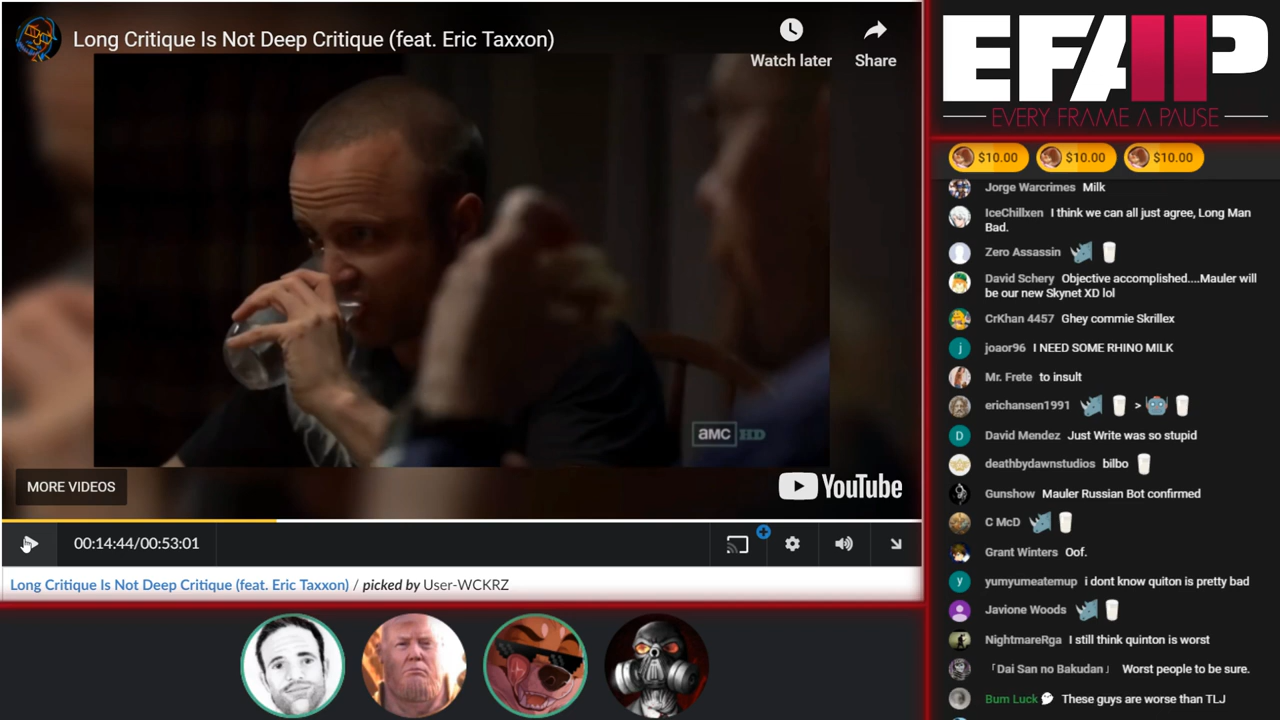 Long Critique Is Not Deep Critique (feat. Eric Taxxon)
Watch later
Share
amc HD
MORE VIDEOS
YouTube
00:14:44/00:53:01
Long Critique Is Not Deep Critique (feat. Eric Taxxon) / picked by User-WCKRZ
EFAP
EVERY FRAME A PAUSE
$10.00 $10.00 $10.00
Jorge Warcrimes Milk
IceChillxen I think we can all just agree, Long Man
Bad.
Zero Assassin
David Schery Objective accomplished....Mauler will
be our new Skynet XD lol
CrKhan 4457 Ghey commie Skrillex
j joaor96 I NEED SOME RHINO MILK
Mr. Frete to insult
erichansen1991 >
D David Mendez Just Write was so stupid
deathbydawnstudios bilbo
Gunshow Mauler Russian Bot confirmed
C McD
Grant Winters Oof.
y yumyumeatemup i dont know quiton is pretty bad
Javione Woods
NightmareRga I still think quinton is worst
「Dai San no Bakudan」 Worst people to be sure.
Bum Luck These guys are worse than TLJ